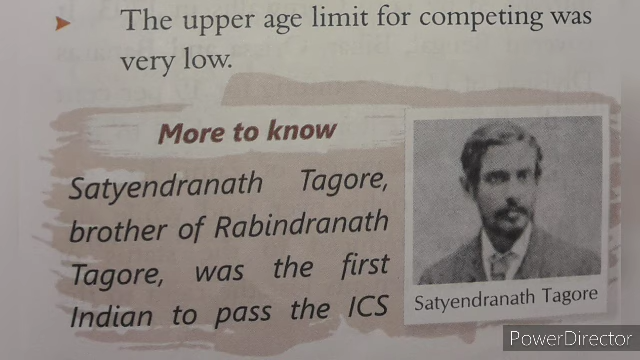 ➤ The upper age limit for competing was
very low.
More to know
Satyendranath Tagore,
brother of Rabindranath
Tagore, was the first
Indian to pass the ICS
Satyendranath Tagore
PowerDirector